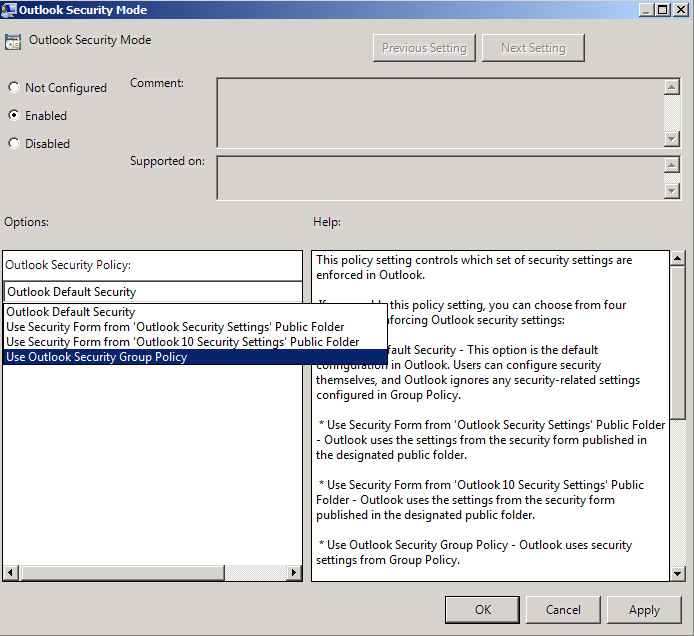 Outlook Security Mode
Outlook Security Mode
Previous Setting
Next Setting
Not Configured
Comment:
Enabled
Disabled
Supported on:
Options:
Help:
Outlook Security Policy:
Outlook Default Security
Outlook Default Security
Use Security Form from 'Outlook Security Settings' Public Folder
Use Security Form from 'Outlook 10 Security Settings' Public Folder
Use Outlook Security Group Policy
This policy setting controls which set of security settings are
enforced in Outlook.
this policy setting, you can choose from four
enforcing Outlook security settings:
Default Security - This option is the default
configuration in Outlook. Users can configure security
themselves, and Outlook ignores any security-related settings
configured in Group Policy.
* Use Security Form from 'Outlook Security Settings' Public Folder
- Outlook uses the settings from the security form published in
the designated public folder.
* Use Security Form from 'Outlook 10 Security Settings' Public
Folder - Outlook uses the settings from the security form
published in the designated public folder.
* Use Outlook Security Group Policy - Outlook uses security
settings from Group Policy.
OK
Cancel
Apply